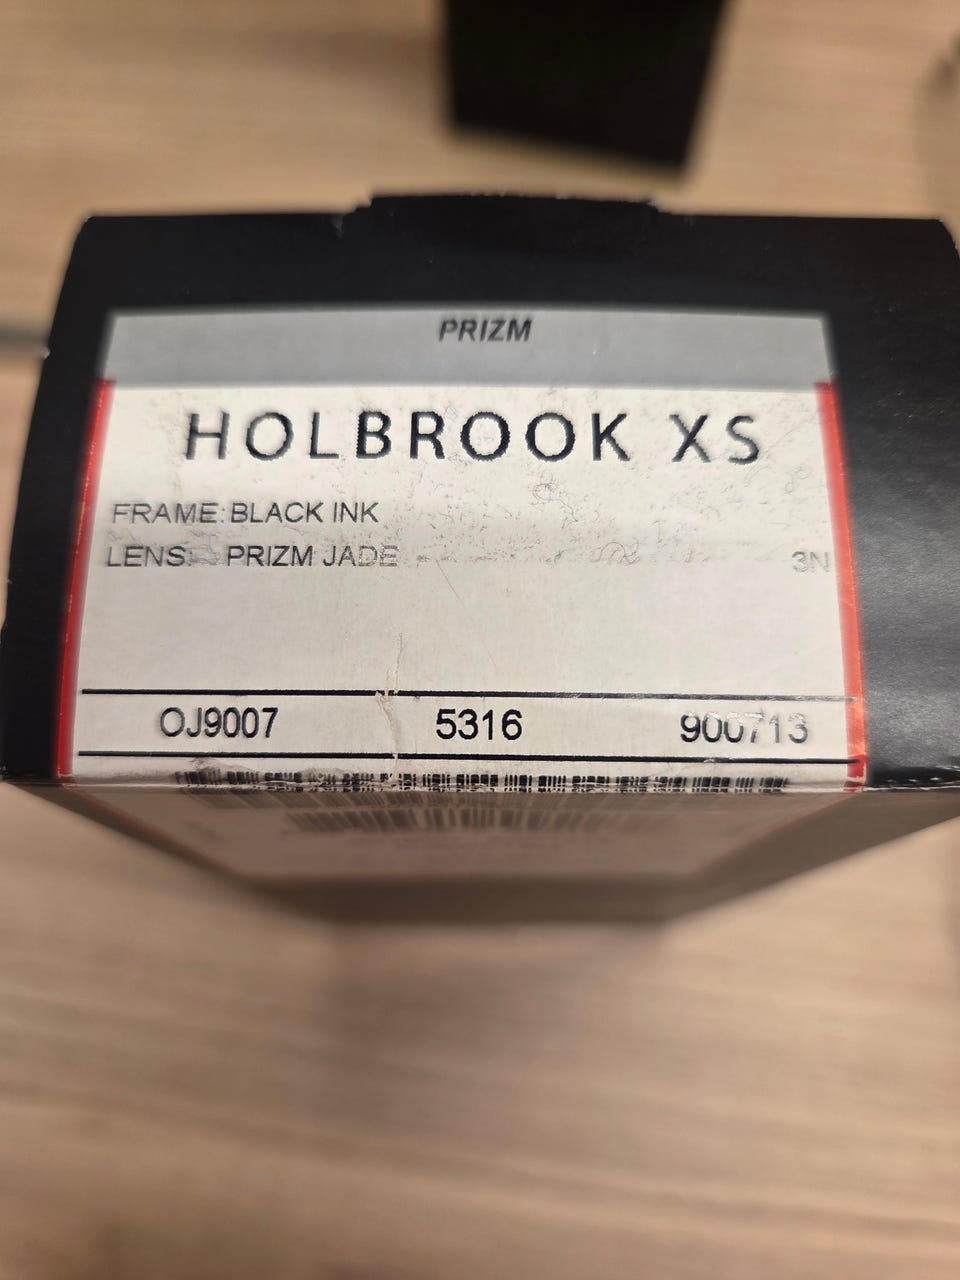 PRIZM
HOLBROOK XS
FRAME: BLACK INK
LENS: PRIZM JADE 3N
OJ9007 5316 900713